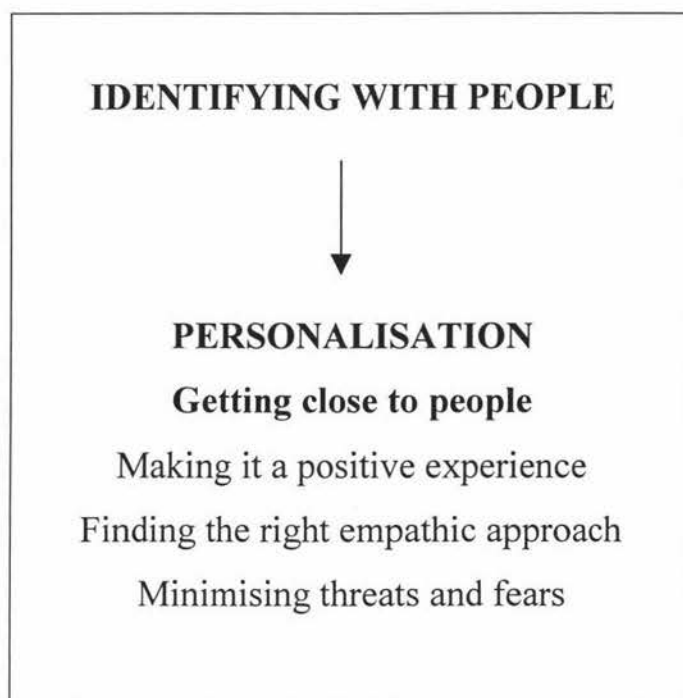 IDENTIFYING WITH PEOPLE
PERSONALISATION
Getting close to people
Making it a positive experience
Finding the right empathic approach
Minimising threats and fears